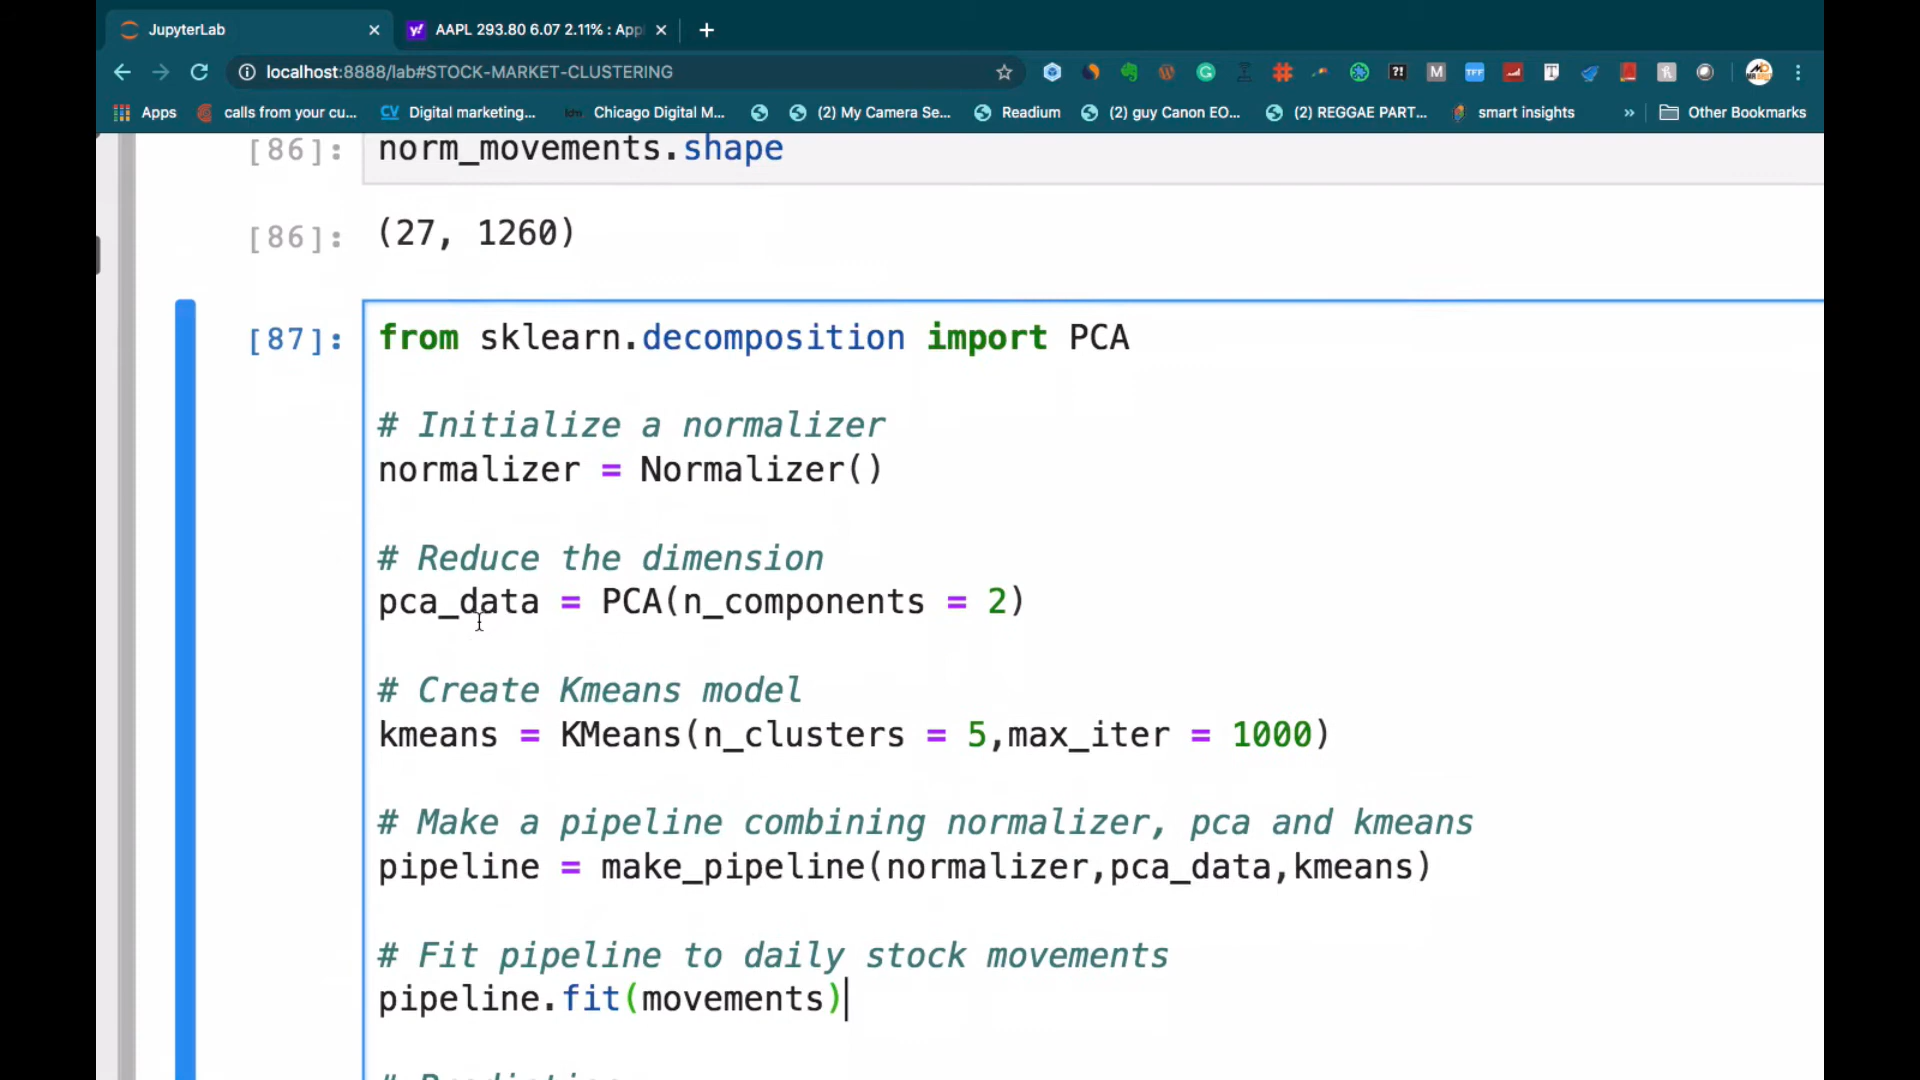 JupyterLab
AAPL 293.80 6.07 2.11% : App
localhost:8888/lab#STOCK-MARKET-CLUSTERING
Apps calls from your cu... Digital marketing... Chicago Digital M... (2) My Camera Se... Readium (2) guy Canon EO... (2) REGGAE PART... smart insights » Other Bookmarks
[86]: norm_movements.shape
[86]: (27, 1260)
[87]: from sklearn.decomposition import PCA
# Initialize a normalizer
normalizer = Normalizer()
# Reduce the dimension
pca_data = PCA(n_components = 2)
# Create Kmeans model
kmeans = KMeans(n_clusters = 5,max_iter = 1000)
# Make a pipeline combining normalizer, pca and kmeans
pipeline = make_pipeline(normalizer,pca_data,kmeans)
# Fit pipeline to daily stock movements
pipeline.fit(movements)